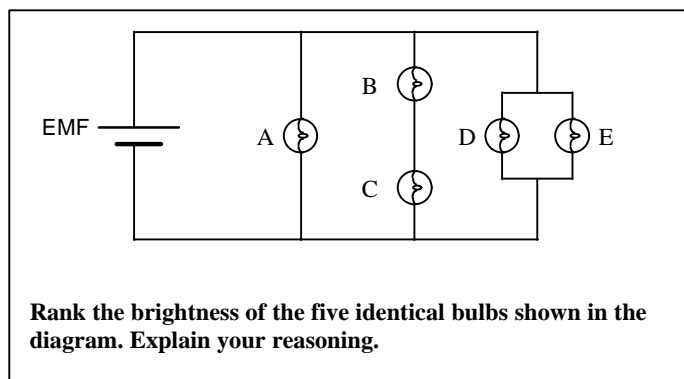 B
EMF
A
D
E
C
Rank the brightness of the five identical bulbs shown in the
diagram. Explain your reasoning.